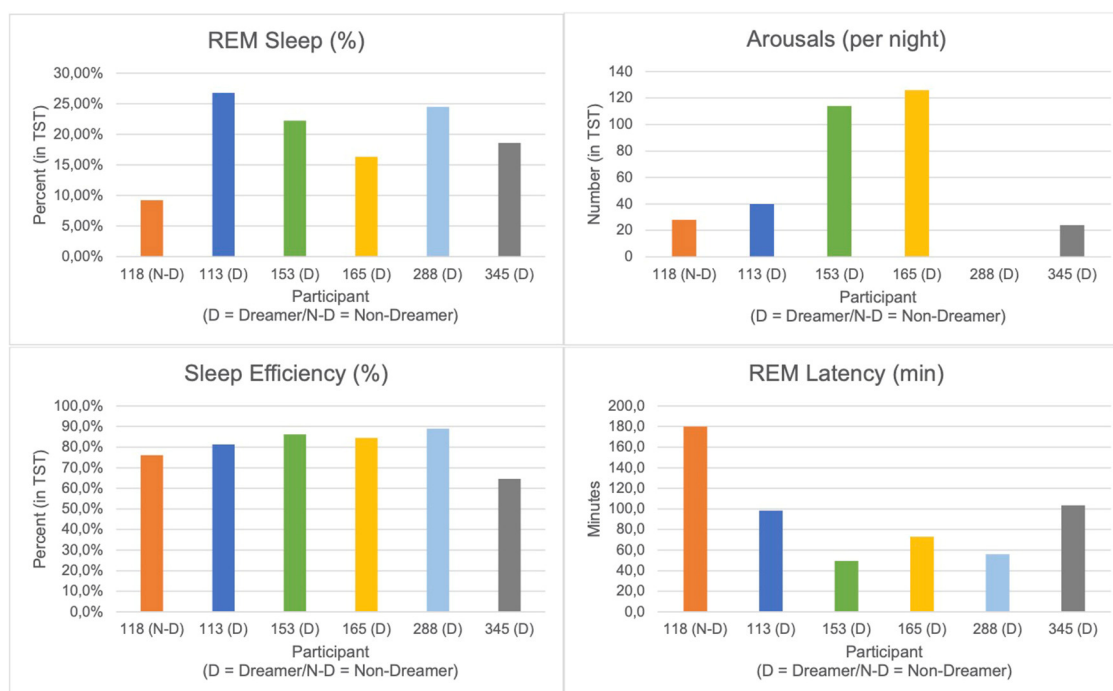 REM Sleep (%)
Percent (in TST)
30,00%
25,00%
20,00%
15,00%
10,00%
5,00%
0,00%
118 (N-D) 113 (D) 153 (D) 165 (D) 288 (D) 345 (D)
Participant
(D = Dreamer/N-D = Non-Dreamer)
Arousals (per night)
Number (in TST)
140
120
100
80
60
40
20
0
118 (N-D) 113 (D) 153 (D) 165 (D) 288 (D) 345 (D)
Participant
(D = Dreamer/N-D = Non-Dreamer)
Sleep Efficiency (%)
Percent (in TST)
100,0%
90,0%
80,0%
70,0%
60,0%
50,0%
40,0%
30,0%
20,0%
10,0%
0,0%
118 (N-D) 113 (D) 153 (D) 165 (D) 288 (D) 345 (D)
Participant
(D = Dreamer/N-D = Non-Dreamer)
REM Latency (min)
Minutes
200,0
180,0
160,0
140,0
120,0
100,0
80,0
60,0
40,0
20,0
0,0
118 (N-D) 113 (D) 153 (D) 165 (D) 288 (D) 345 (D)
Participant
(D = Dreamer/N-D = Non-Dreamer)